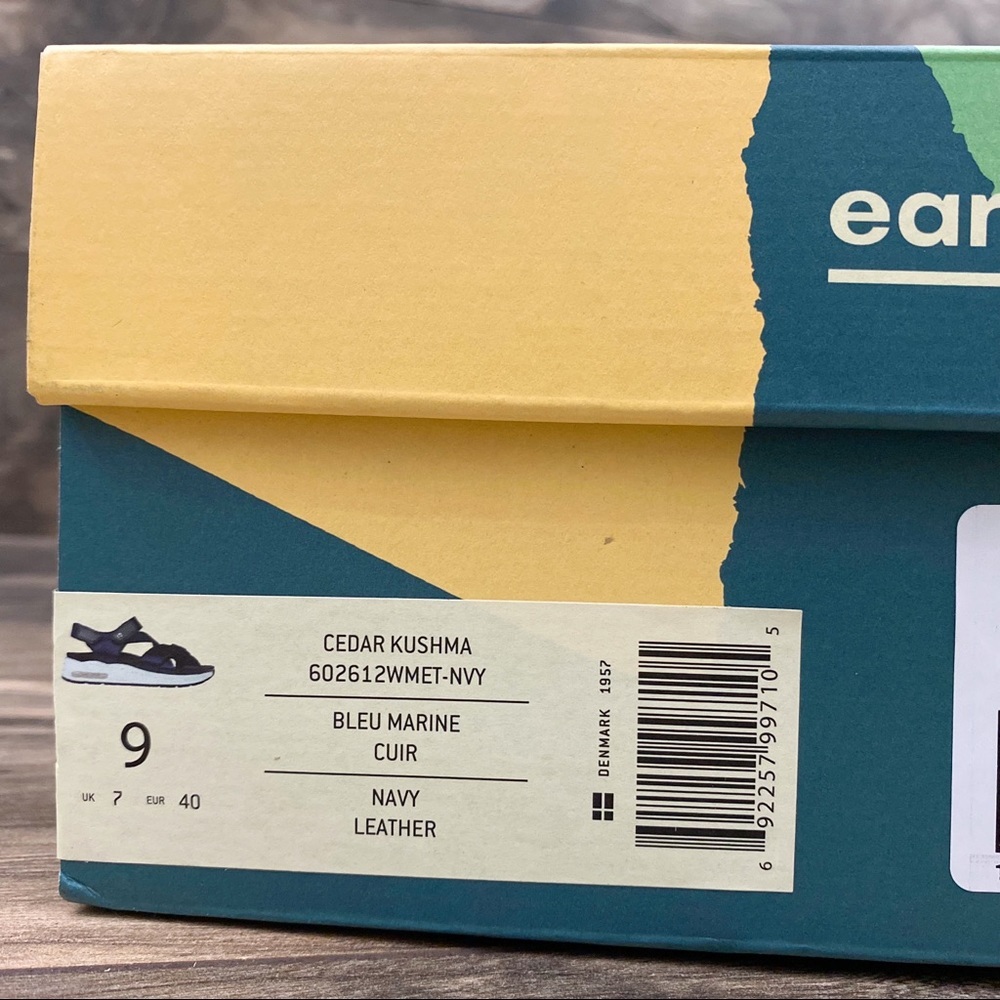 ear
CEDAR KUSHMA
602612WMET-NVY
BLEU MARINE
CUIR
NAVY
LEATHER
9
UK 7 EUR 40
DENMARK 1957
6 92257 99710 5